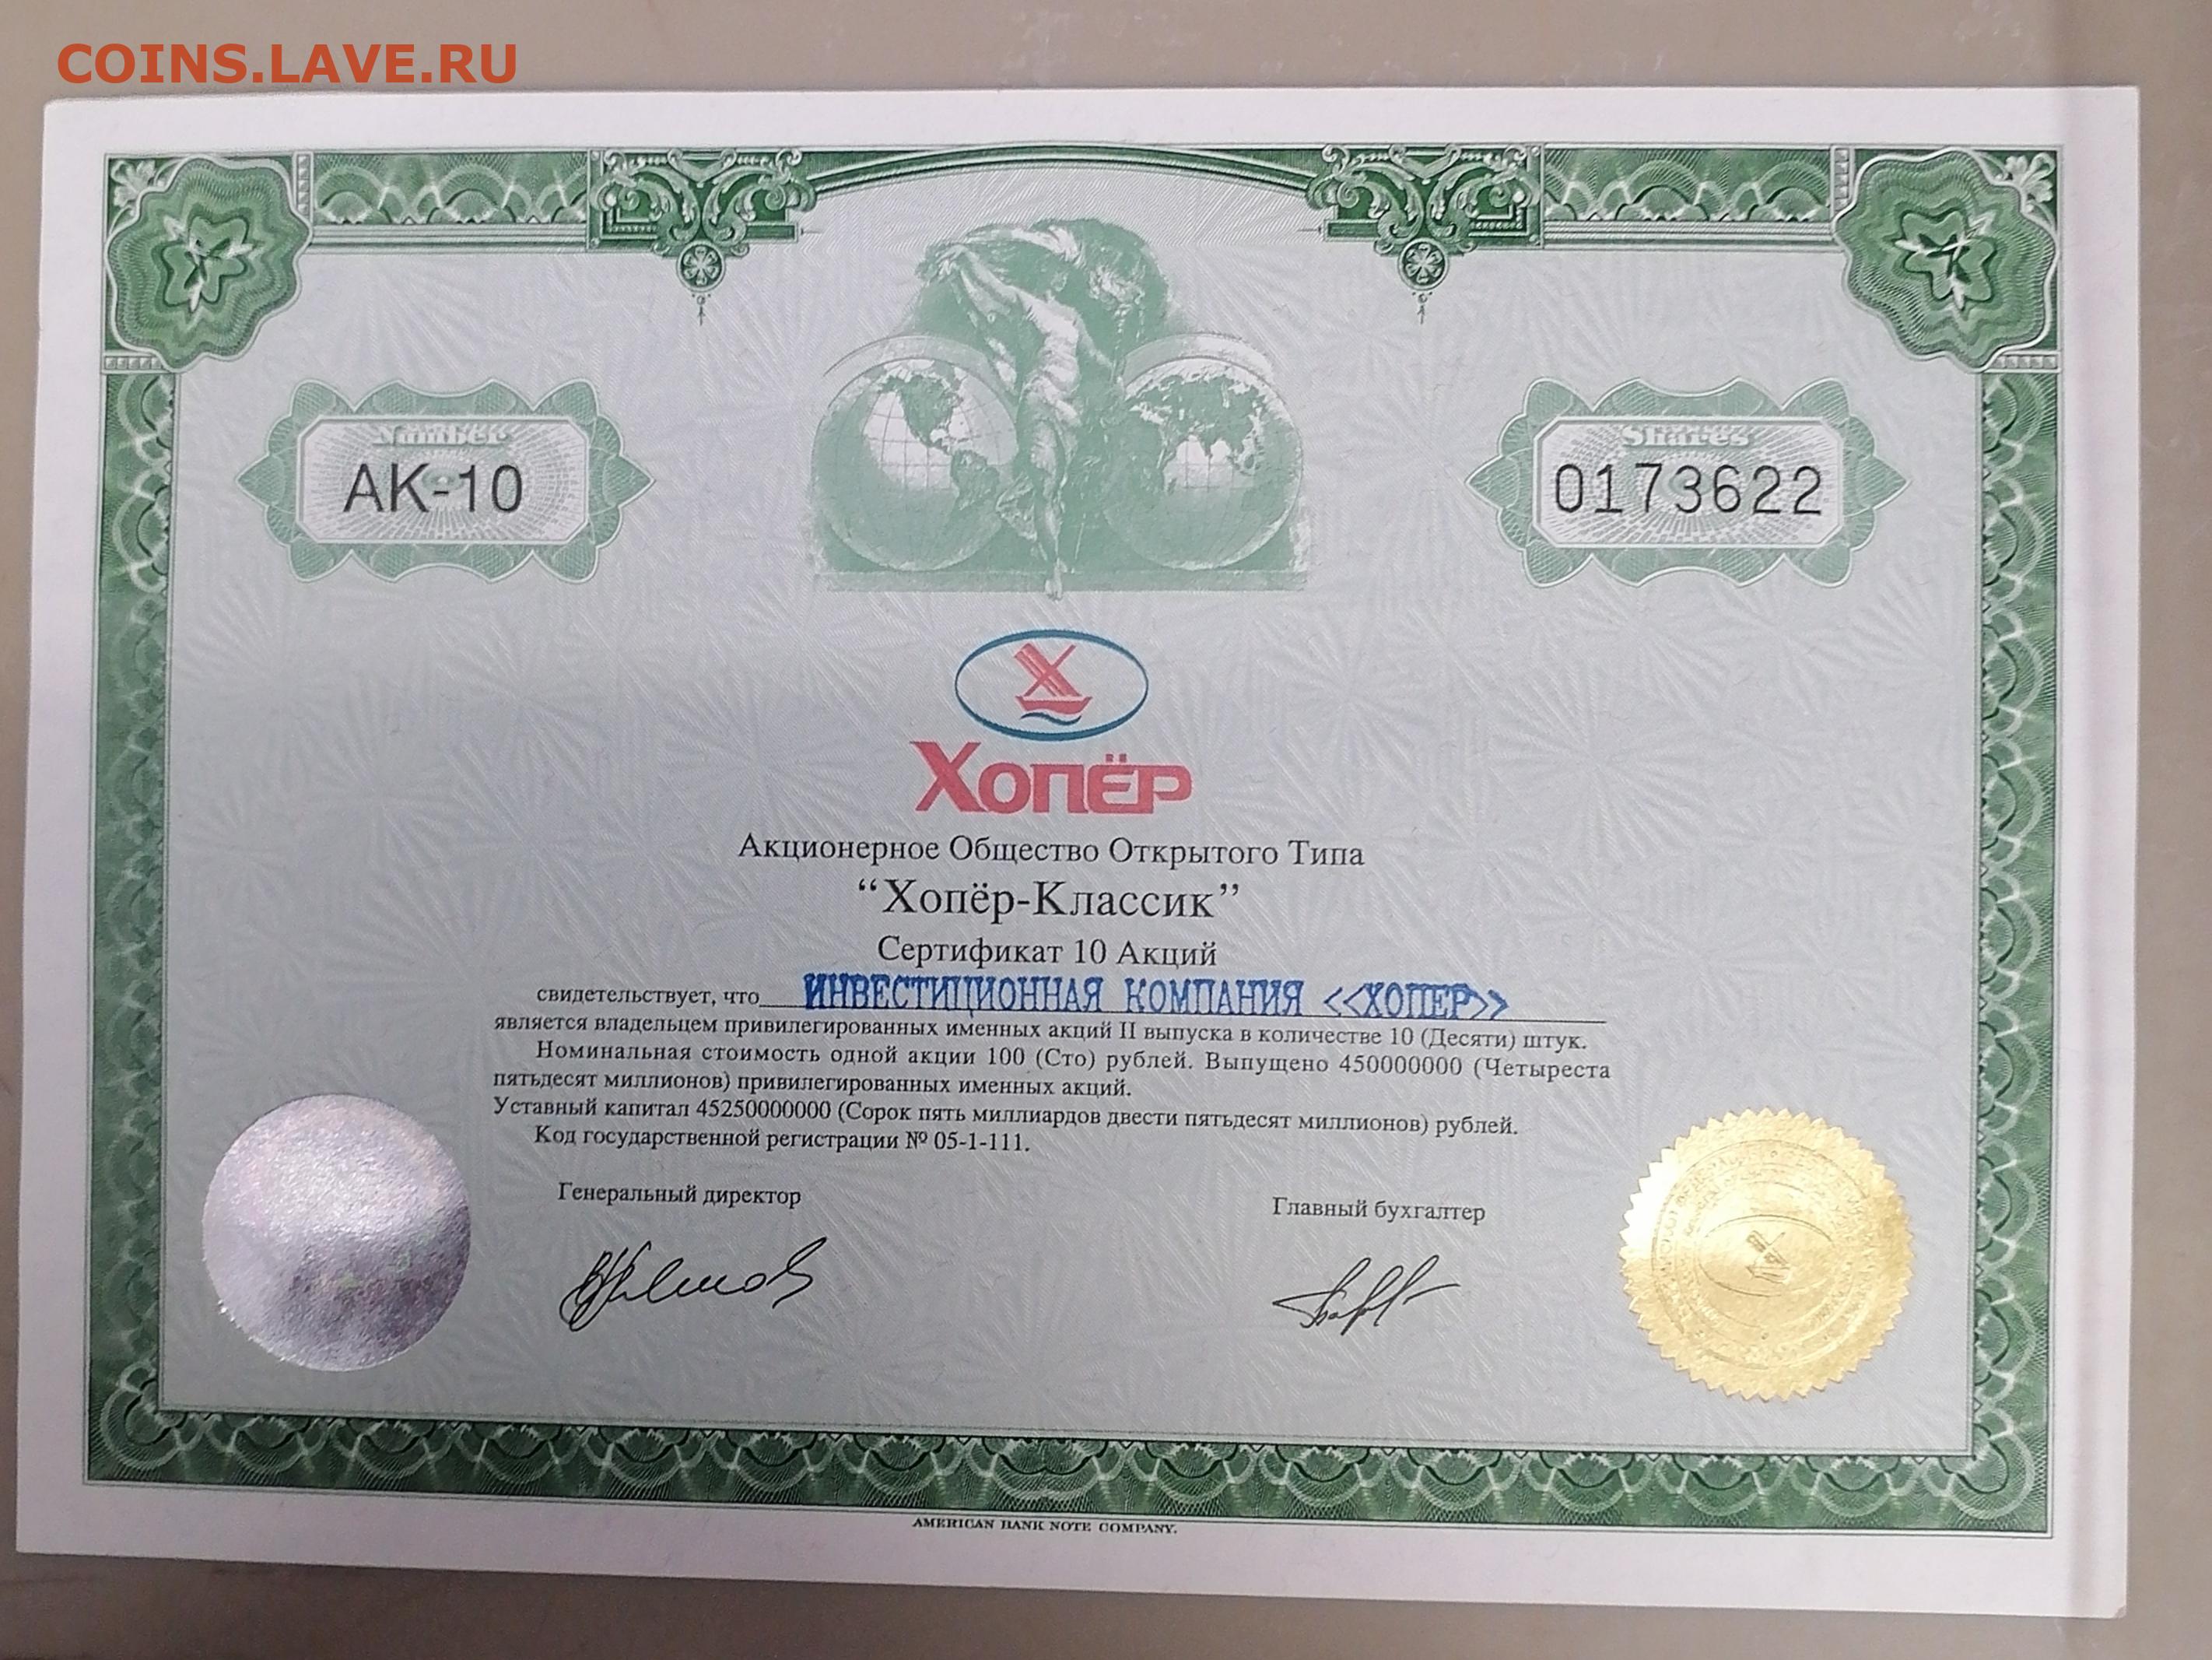 COINS.LAVE.RU
Number
АК-10
Shares
0173622
Хопёр
Акционерное Общество Открытого Типа
“Хопёр-Классик”
Сертификат 10 Акций
свидетельствует, что ИНВЕСТИЦИОННАЯ КОМПАНИЯ <<ХОПЕР>>
является владельцем привилегированных именных акций II выпуска в количестве 10 (Десяти) штук.
Номинальная стоимость одной акции 100 (Сто) рублей. Выпущено 450000000 (Четыреста
пятьдесят миллионов) привилегированных именных акций.
Уставный капитал 45250000000 (Сорок пять миллиардов двести пятьдесят миллионов) рублей.
Код государственной регистрации № 05-1-111.
Генеральный директор
Главный бухгалтер
AMERICAN BANK NOTE COMPANY.